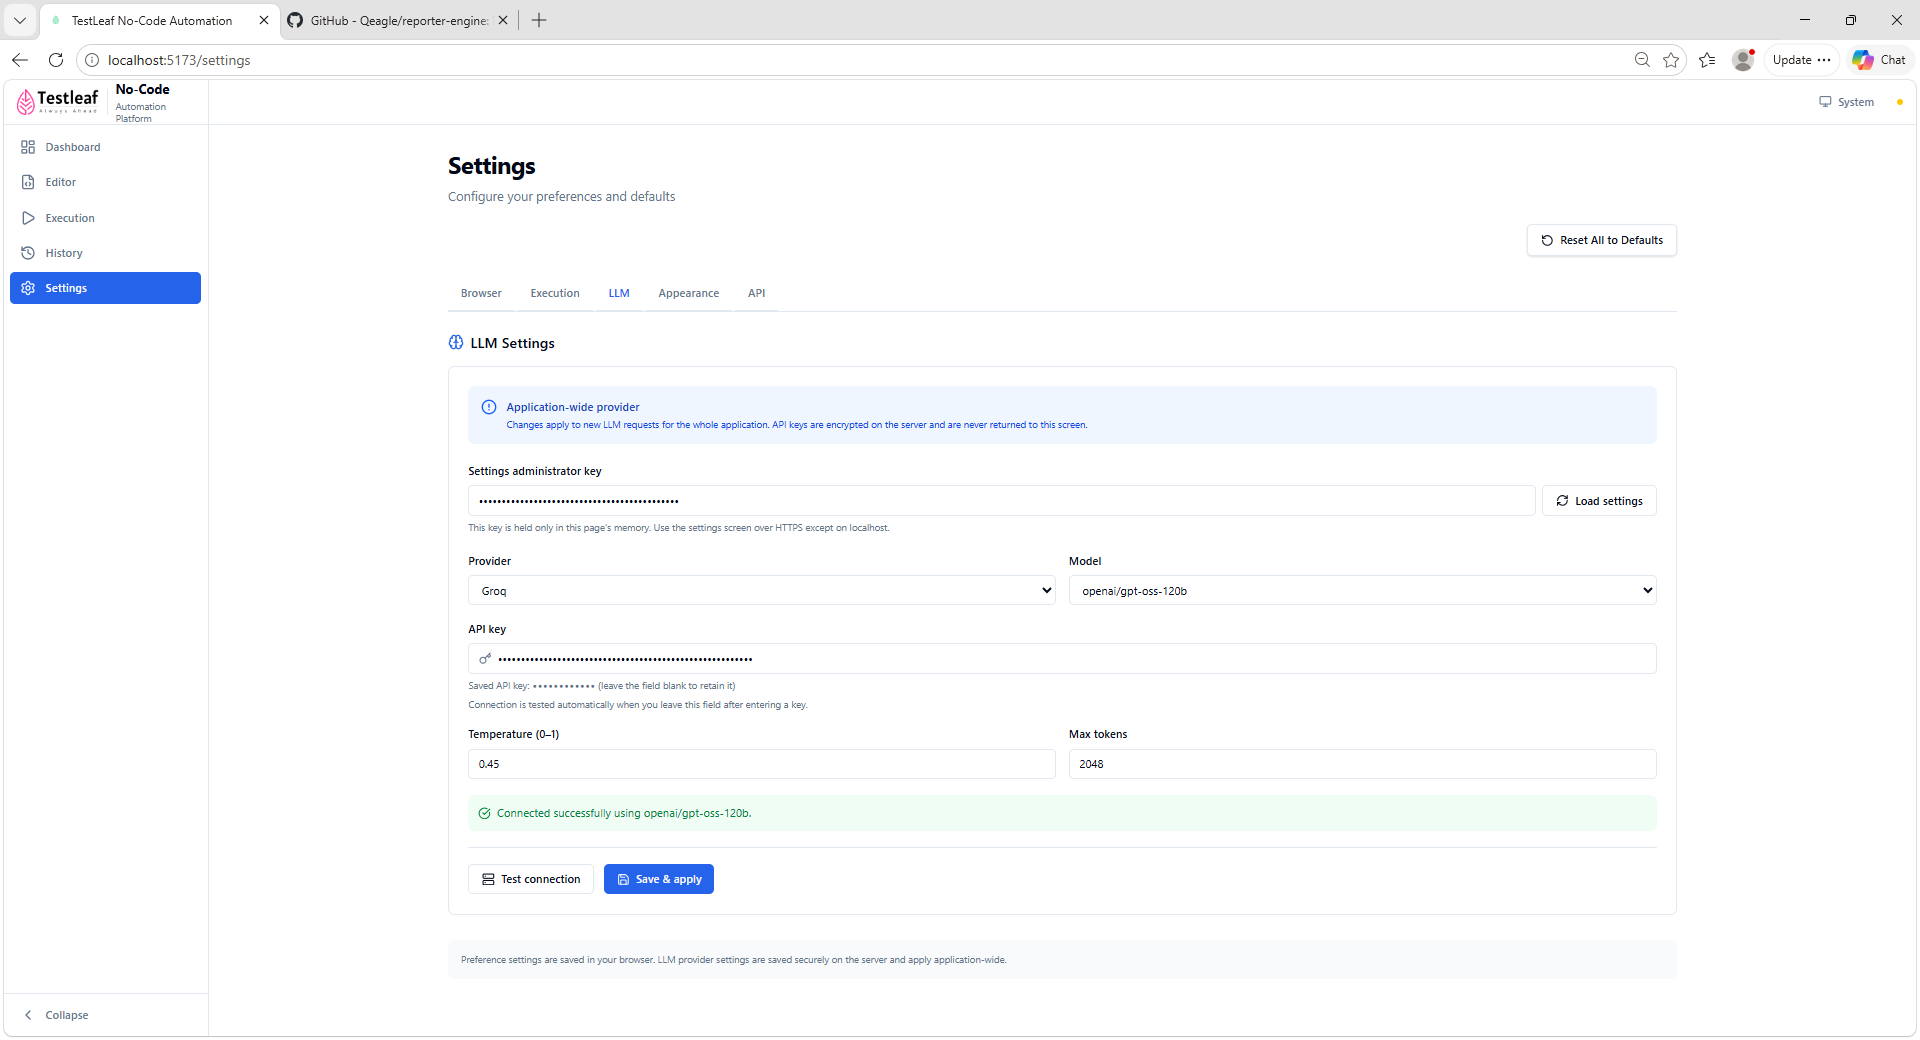 TestLeaf No-Code Automation
GitHub - Qeagle/reporter-engine:
localhost:5173/settings
Update
Chat
Testleaf
Always Ahead
No-Code
Automation
Platform
System
Dashboard
Editor
Execution
History
Settings
Settings
Configure your preferences and defaults
Reset All to Defaults
Browser Execution LLM Appearance API
LLM Settings
Application-wide provider
Changes apply to new LLM requests for the whole application. API keys are encrypted on the server and are never returned to this screen.
Settings administrator key
••••••••••••••••••••••••••••••••••••••••••••
Load settings
This key is held only in this page's memory. Use the settings screen over HTTPS except on localhost.
Provider Model
Groq openai/gpt-oss-120b
API key
••••••••••••••••••••••••••••••••••••••••••••••••••••••••
Saved API key: •••••••••••• (leave the field blank to retain it)
Connection is tested automatically when you leave this field after entering a key.
Temperature (0–1) Max tokens
0.45 2048
Connected successfully using openai/gpt-oss-120b.
Test connection Save & apply
Preference settings are saved in your browser. LLM provider settings are saved securely on the server and apply application-wide.
Collapse